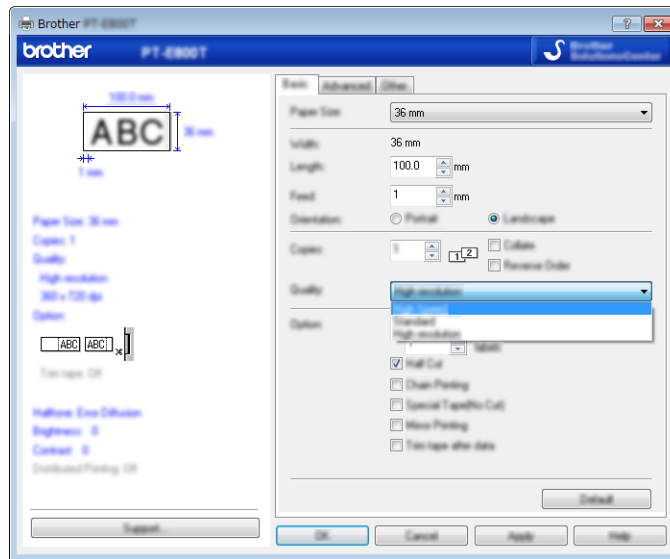 Brother PT-E800T
brother PT-E800T
Brother
SolutionsCenter
Basic Advanced Other
100.0 mm
ABC
36 mm
1 mm
Paper Size: 36 mm
Width: 36 mm
Length: 100.0 mm
Feed: 1 mm
Orientation: Portrait Landscape
Copies: 1 12 Collate
Reverse Order
Quality: High resolution
High Speed
Standard
High resolution
Option:
labels
Half Cut
Chain Printing
Special Tape(No Cut)
Mirror Printing
Trim tape after data
Paper Size: 36 mm
Copies: 1
Quality:
High resolution
360 x 720 dpi
Option:
ABC ABC
Trim tape: Off
Halftone: Error Diffusion
Brightness: 0
Contrast: 0
Distributed Printing: Off
Default
Support...
OK Cancel Apply Help